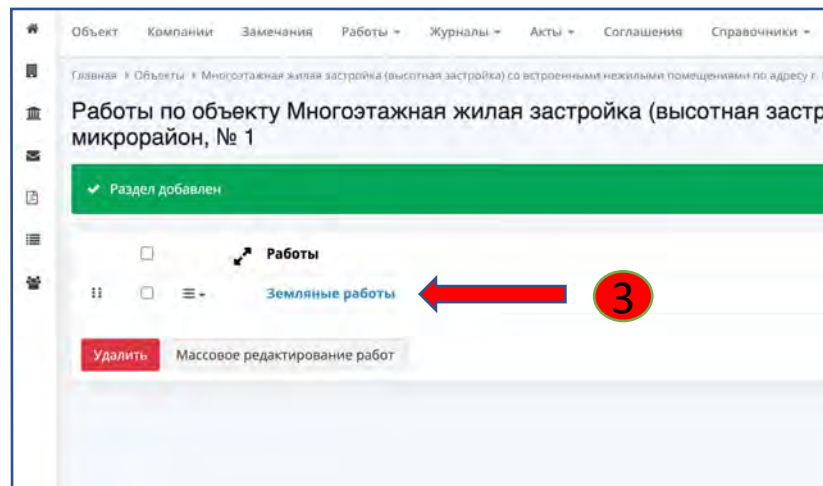 Объект Компании Замечания Работы Журналы Акты Соглашения Справочники
Главная Объекты Многоэтажная жилая застройка (высотная застройка) со встроенными нежилыми помещениями по адресу г.
Работы по объекту Многоэтажная жилая застройка (высотная застр
микрорайон, № 1
Раздел добавлен
Работы
Земляные работы
3
Удалить Массовое редактирование работ